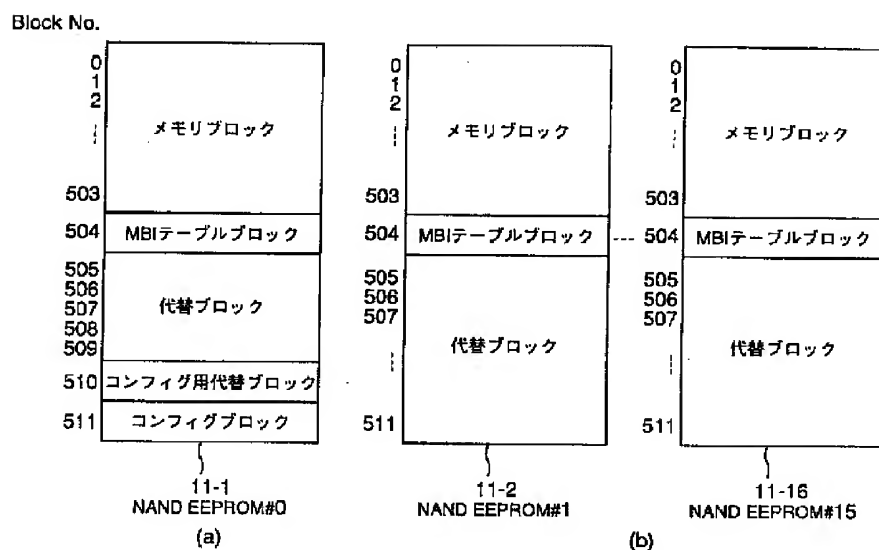 Block No.
0
1
2
503
504
505
506
507
508
509
510
511
メモリブロック
MBIテーブルブロック
代替ブロック
コンフィグ用代替ブロック
コンフィグブロック
11-1
NAND EEPROM#0
(a)
0
1
2
503
504
505
506
507
511
メモリブロック
MBIテーブルブロック
代替ブロック
11-2
NAND EEPROM#1
0
1
2
503
504
505
506
507
511
メモリブロック
MBIテーブルブロック
代替ブロック
11-16
NAND EEPROM#15
(b)